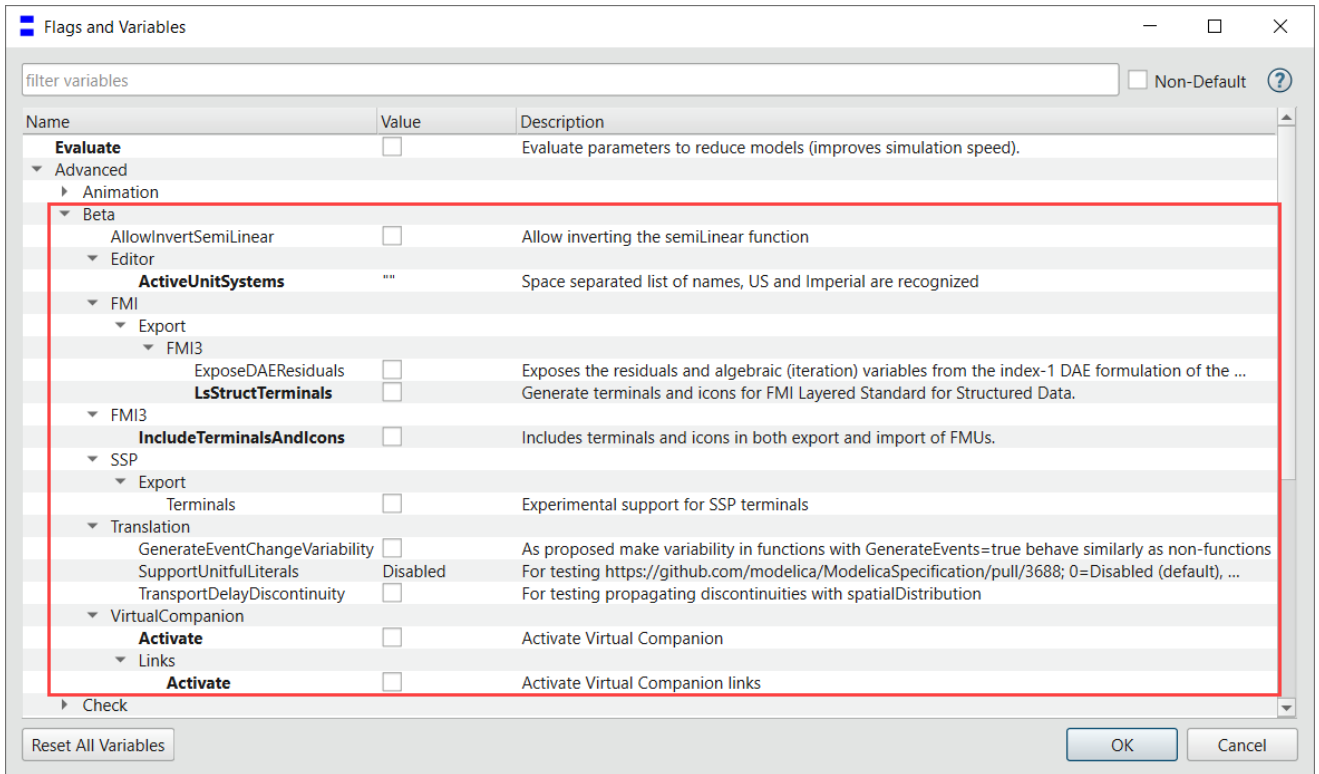 Flags and Variables
filter variables
Non-Default
Name Value Description
Evaluate Evaluate parameters to reduce models (improves simulation speed).
Advanced
Animation
Beta
AllowInvertSemiLinear Allow inverting the semiLinear function
Editor
ActiveUnitSystems "" Space separated list of names, US and Imperial are recognized
FMI
Export
FMI3
ExposeDAEResiduals Exposes the residuals and algebraic (iteration) variables from the index-1 DAE formulation of the ...
LsStructTerminals Generate terminals and icons for FMI Layered Standard for Structured Data.
FMI3
IncludeTerminalsAndIcons Includes terminals and icons in both export and import of FMUs.
SSP
Export
Terminals Experimental support for SSP terminals
Translation
GenerateEventChangeVariability As proposed make variability in functions with GenerateEvents=true behave similarly as non-functions
SupportUnitfulLiterals Disabled For testing https://github.com/modelica/ModelicaSpecification/pull/3688; 0=Disabled (default), ...
TransportDelayDiscontinuity For testing propagating discontinuities with spatialDistribution
VirtualCompanion
Activate Activate Virtual Companion
Links
Activate Activate Virtual Companion links
Check
Reset All Variables OK Cancel